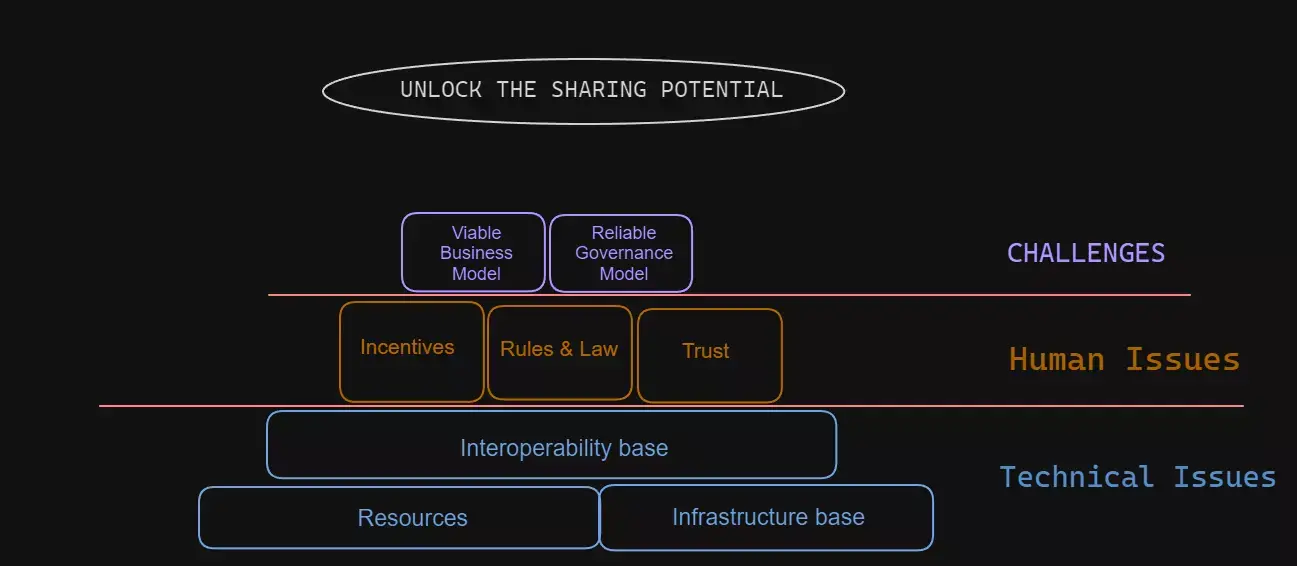 UNLOCK THE SHARING POTENTIAL
Viable
Business
Model
Reliable
Governance
Model
CHALLENGES
Incentives
Rules & Law
Trust
Human Issues
Interoperability base
Technical Issues
Resources
Infrastructure base